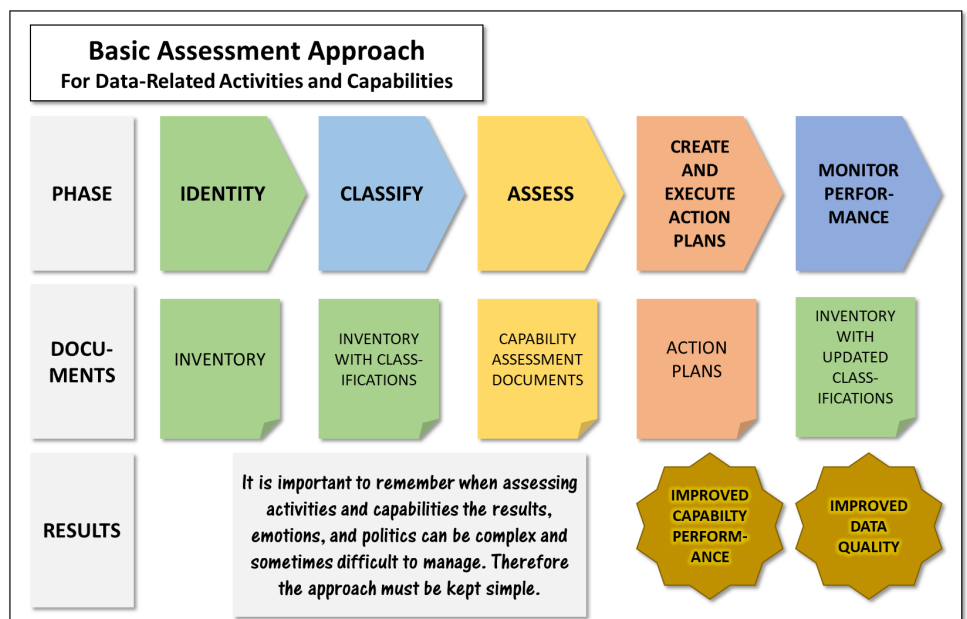 Basic Assessment Approach
For Data-Related Activities and Capabilities
PHASE
IDENTITY
CLASSIFY
ASSESS
CREATE
AND
EXECUTE
ACTION
PLANS
MONITOR
PERFOR-
MANCE
DOCU-
MENTS
INVENTORY
INVENTORY
WITH CLASS-
IFICATIONS
CAPABILITY
ASSESSMENT
DOCUMENTS
ACTION
PLANS
INVENTORY
WITH
UPDATED
CLASS-
IFICATIONS
RESULTS
It is important to remember when assessing
activities and capabilities the results,
emotions, and politics can be complex and
sometimes difficult to manage. Therefore
the approach must be kept simple.
IMPROVED
CAPABILTY
PERFORM-
ANCE
IMPROVED
DATA
QUALITY